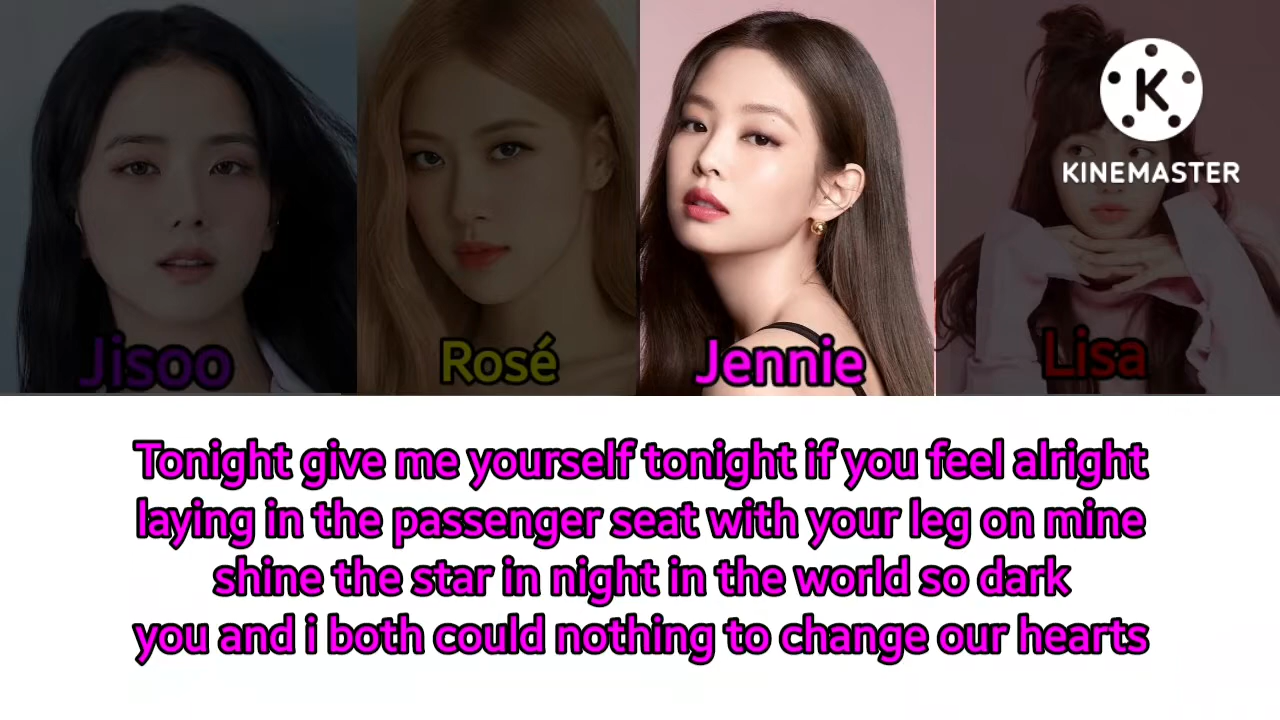 K
KINEMASTER
Jisoo
Rosé
Jennie
Lisa
Tonight give me yourself tonight if you feel alright
laying in the passenger seat with your leg on mine
shine the star in night in the world so dark
you and i both could nothing to change our hearts